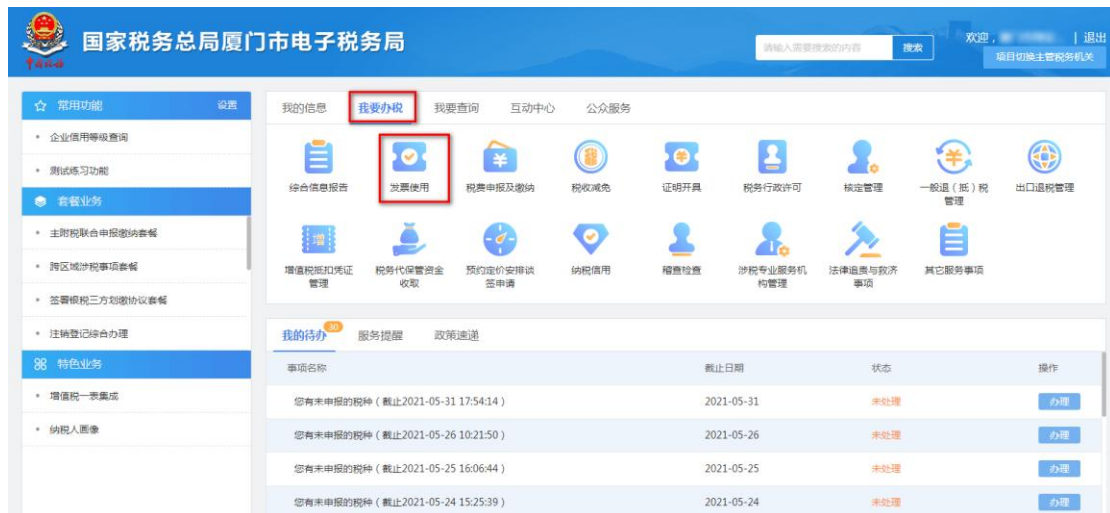 国家税务总局厦门市电子税务局
中国税务
请输入需要搜索的内容
搜索
欢迎，
| 退出
项目切换主管税务机关
常用功能
设置
企业信用等级查询
测试练习功能
套餐业务
主附税联合申报缴纳套餐
跨区域涉税事项套餐
签署银税三方划缴协议套餐
注销登记综合办理
特色业务
增值税一表集成
纳税人画像
我的信息 我要办税 我要查询 互动中心 公众服务
综合信息报告 发票使用 税费申报及缴纳 税收减免 证明开具 税务行政许可 核定管理 一般退（抵）税 出口退税管理
管理
增
增值税抵扣凭证 税务代保管资金 预约定价安排谈 纳税信用 稽查检查 涉税专业服务机 法律追责与救济 其它服务事项
管理 收取 签申请 构管理 事项
我的待办 30 服务提醒 政策速递
事项名称 截止日期 状态 操作
您有未申报的税种（截止2021-05-31 17:54:14） 2021-05-31 未处理 办理
您有未申报的税种（截止2021-05-26 10:21:50） 2021-05-26 未处理 办理
您有未申报的税种（截止2021-05-25 16:06:44） 2021-05-25 未处理 办理
您有未申报的税种（截止2021-05-24 15:25:39） 2021-05-24 未处理 办理